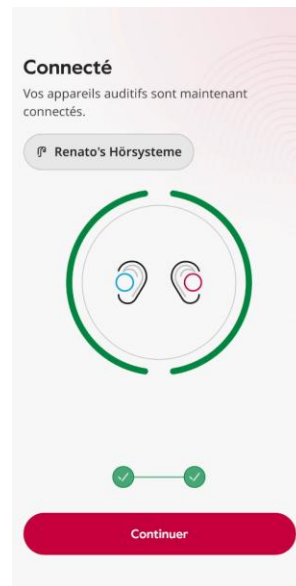 Connecté
Vos appareils auditifs sont maintenant
connectés.
Renato's Hörsysteme
Continuer